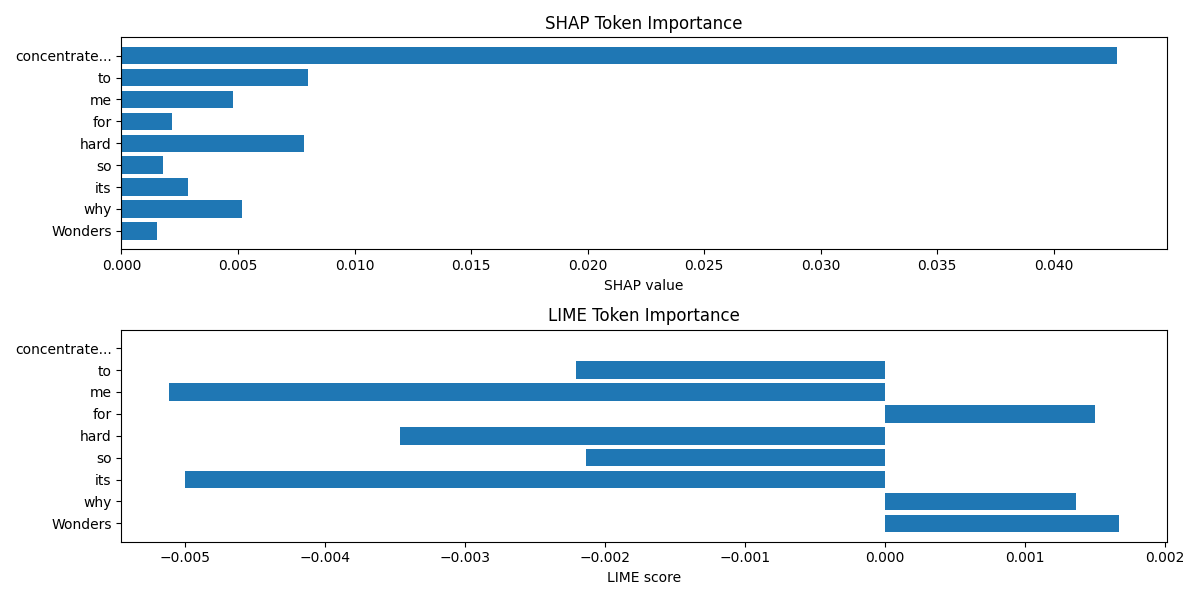 SHAP Token Importance
concentrate...
to
me
for
hard
so
its
why
Wonders
0.000 0.005 0.010 0.015 0.020 0.025 0.030 0.035 0.040
SHAP value
LIME Token Importance
concentrate...
to
me
for
hard
so
its
why
Wonders
−0.005 −0.004 −0.003 −0.002 −0.001 0.000 0.001 0.002
LIME score